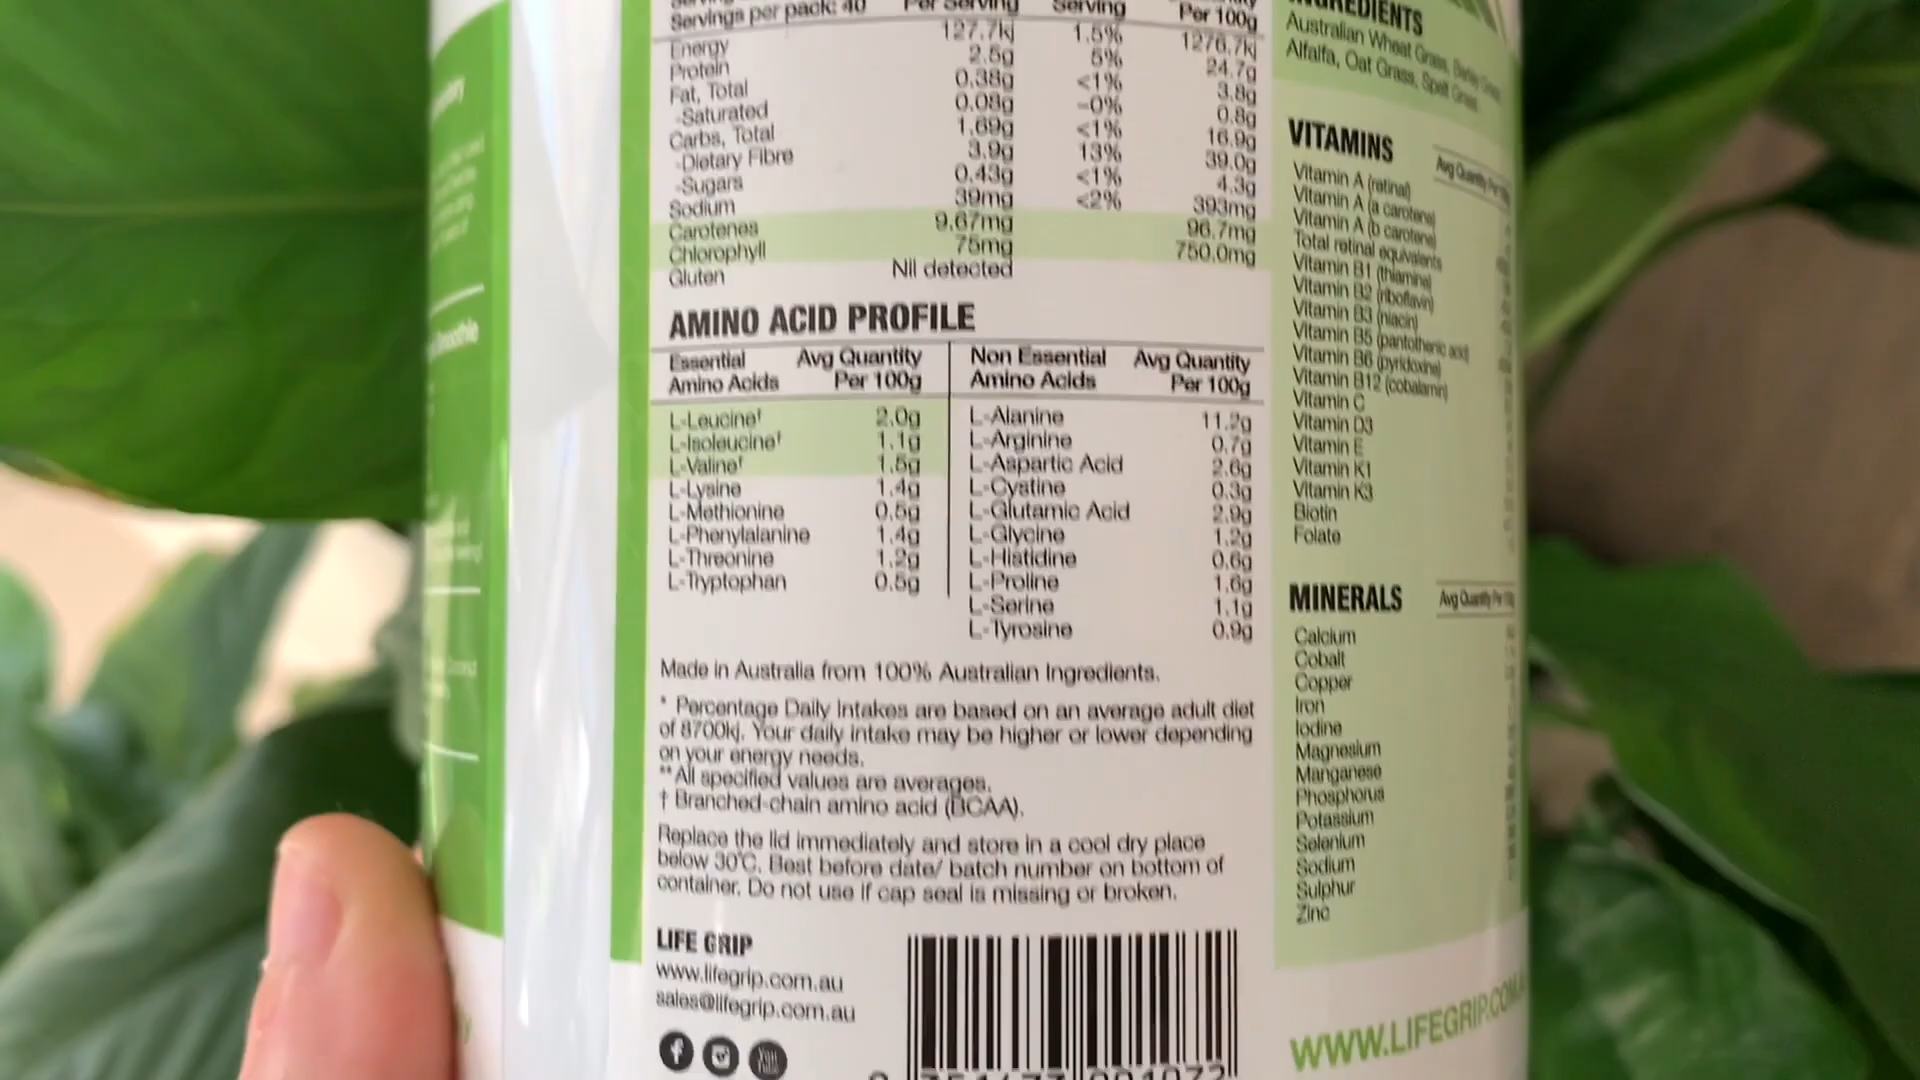 Servings per pack: 40 Per Serving Serving Per 100g
Energy 127.7kj 1.5% 1276.7kj
Protein 2.5g 5% 24.7g
Fat, Total 0.38g <1% 3.8g
-Saturated 0.08g ~0% 0.8g
Carbs, Total 1.69g <1% 16.9g
-Dietary Fibre 3.9g 13% 39.0g
-Sugars 0.43g <1% 4.3g
Sodium 39mg <2% 393mg
Carotenes 9.67mg 96.7mg
Chlorophyll 75mg 750.0mg
Gluten Nil detected
AMINO ACID PROFILE
Essential Avg Quantity Non Essential Avg Quantity
Amino Acids Per 100g Amino Acids Per 100g
L-Leucine† 2.0g L-Alanine 11.2g
L-Isoleucine† 1.1g L-Arginine 0.7g
L-Valine† 1.5g L-Aspartic Acid 2.6g
L-Lysine 1.4g L-Cystine 0.3g
L-Methionine 0.5g L-Glutamic Acid 2.9g
L-Phenylalanine 1.4g L-Glycine 1.2g
L-Threonine 1.2g L-Histidine 0.6g
L-Tryptophan 0.5g L-Proline 1.6g
L-Serine 1.1g
L-Tyrosine 0.9g
Made in Australia from 100% Australian Ingredients.
* Percentage Daily Intakes are based on an average adult diet
of 8700kj. Your daily intake may be higher or lower depending
on your energy needs.
**All specified values are averages.
† Branched-chain amino acid (BCAA).
Replace the lid immediately and store in a cool dry place
below 30°C. Best before date/ batch number on bottom of
container. Do not use if cap seal is missing or broken.
LIFE GRIP
www.lifegrip.com.au
sales@lifegrip.com.au
INGREDIENTS
Australian Wheat Grass, Barley Grass,
Alfalfa, Oat Grass, Spelt Grass
VITAMINS
Avg Quantity Per
Vitamin A (retinal)
Vitamin A (a carotene)
Vitamin A (b carotene)
Total retinal equivalents
Vitamin B1 (thiamine)
Vitamin B2 (riboflavin)
Vitamin B3 (niacin)
Vitamin B5 (pantothenic acid)
Vitamin B6 (pyridoxine)
Vitamin B12 (cobalamin)
Vitamin C
Vitamin D3
Vitamin E
Vitamin K1
Vitamin K3
Biotin
Folate
MINERALS Avg Quantity Per
Calcium
Cobalt
Copper
Iron
Iodine
Magnesium
Manganese
Phosphorus
Potassium
Selenium
Sodium
Sulphur
Zinc
WWW.LIFEGRIP.COM